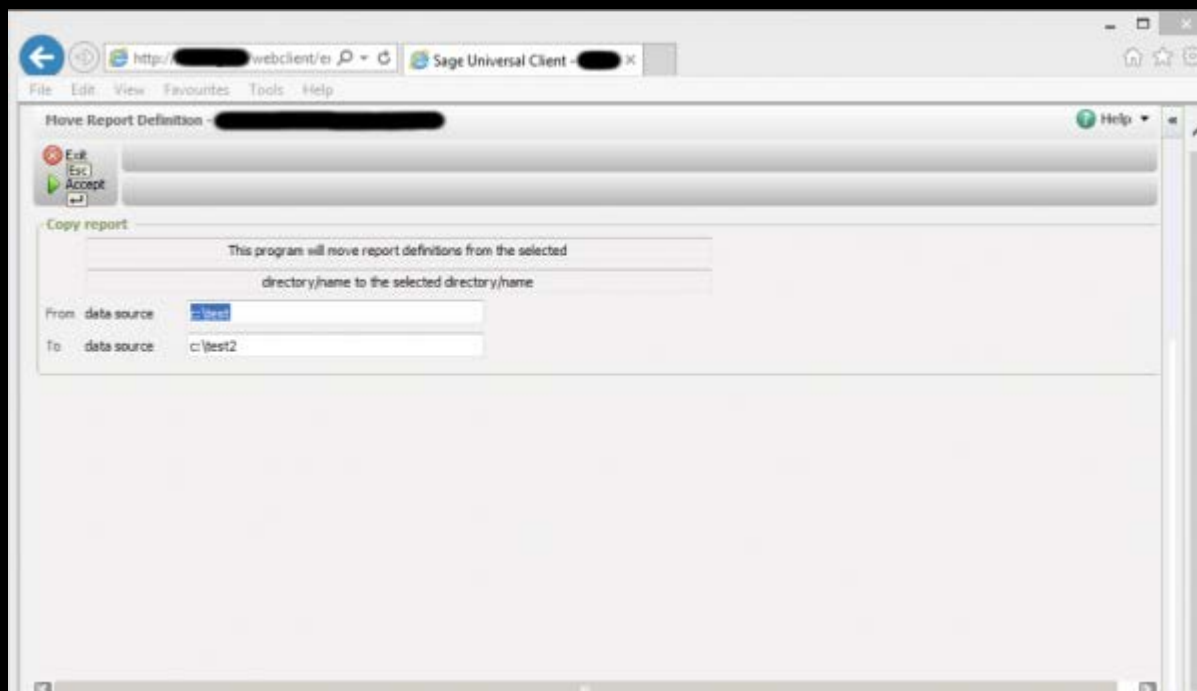 http:/ webclient/er
Sage Universal Client -
File Edit View Favourites Tools Help
Move Report Definition -
Help
Exit
Esc
Accept
Copy report
This program will move report definitions from the selected
directory/name to the selected directory/name
From data source c:\test
To data source c:\test2